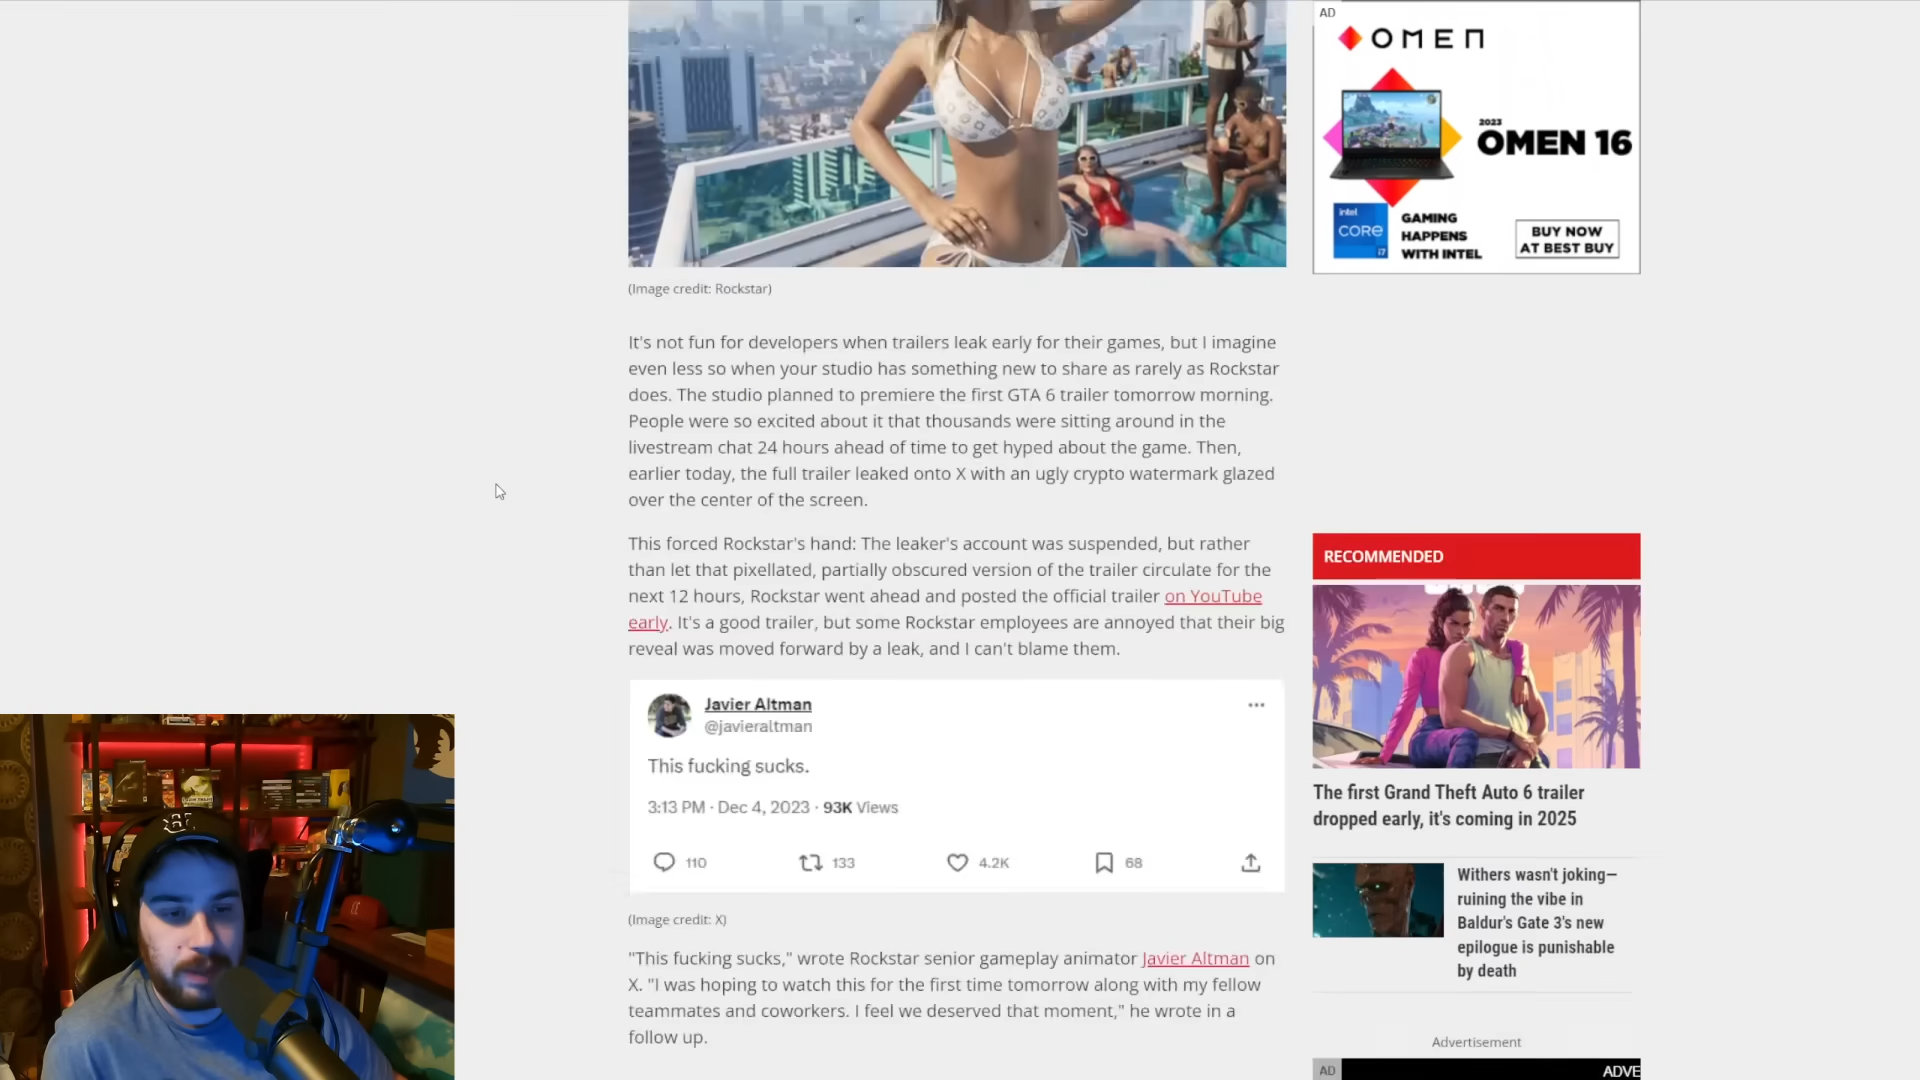 AD
OMEN
2023
OMEN 16
intel
CORE
i7
GAMING
HAPPENS
WITH INTEL
BUY NOW
AT BEST BUY
(Image credit: Rockstar)
It's not fun for developers when trailers leak early for their games, but I imagine
even less so when your studio has something new to share as rarely as Rockstar
does. The studio planned to premiere the first GTA 6 trailer tomorrow morning.
People were so excited about it that thousands were sitting around in the
livestream chat 24 hours ahead of time to get hyped about the game. Then,
earlier today, the full trailer leaked onto X with an ugly crypto watermark glazed
over the center of the screen.
This forced Rockstar's hand: The leaker's account was suspended, but rather
than let that pixellated, partially obscured version of the trailer circulate for the
next 12 hours, Rockstar went ahead and posted the official trailer on YouTube
early. It's a good trailer, but some Rockstar employees are annoyed that their big
reveal was moved forward by a leak, and I can't blame them.
Javier Altman
@javieraltman
This fucking sucks.
3:13 PM · Dec 4, 2023 · 93K Views
110 133 4.2K 68
(Image credit: X)
"This fucking sucks," wrote Rockstar senior gameplay animator Javier Altman on
X. "I was hoping to watch this for the first time tomorrow along with my fellow
teammates and coworkers. I feel we deserved that moment," he wrote in a
follow up.
RECOMMENDED
The first Grand Theft Auto 6 trailer
dropped early, it's coming in 2025
Withers wasn't joking—
ruining the vibe in
Baldur's Gate 3's new
epilogue is punishable
by death
Advertisement
AD
ADVE